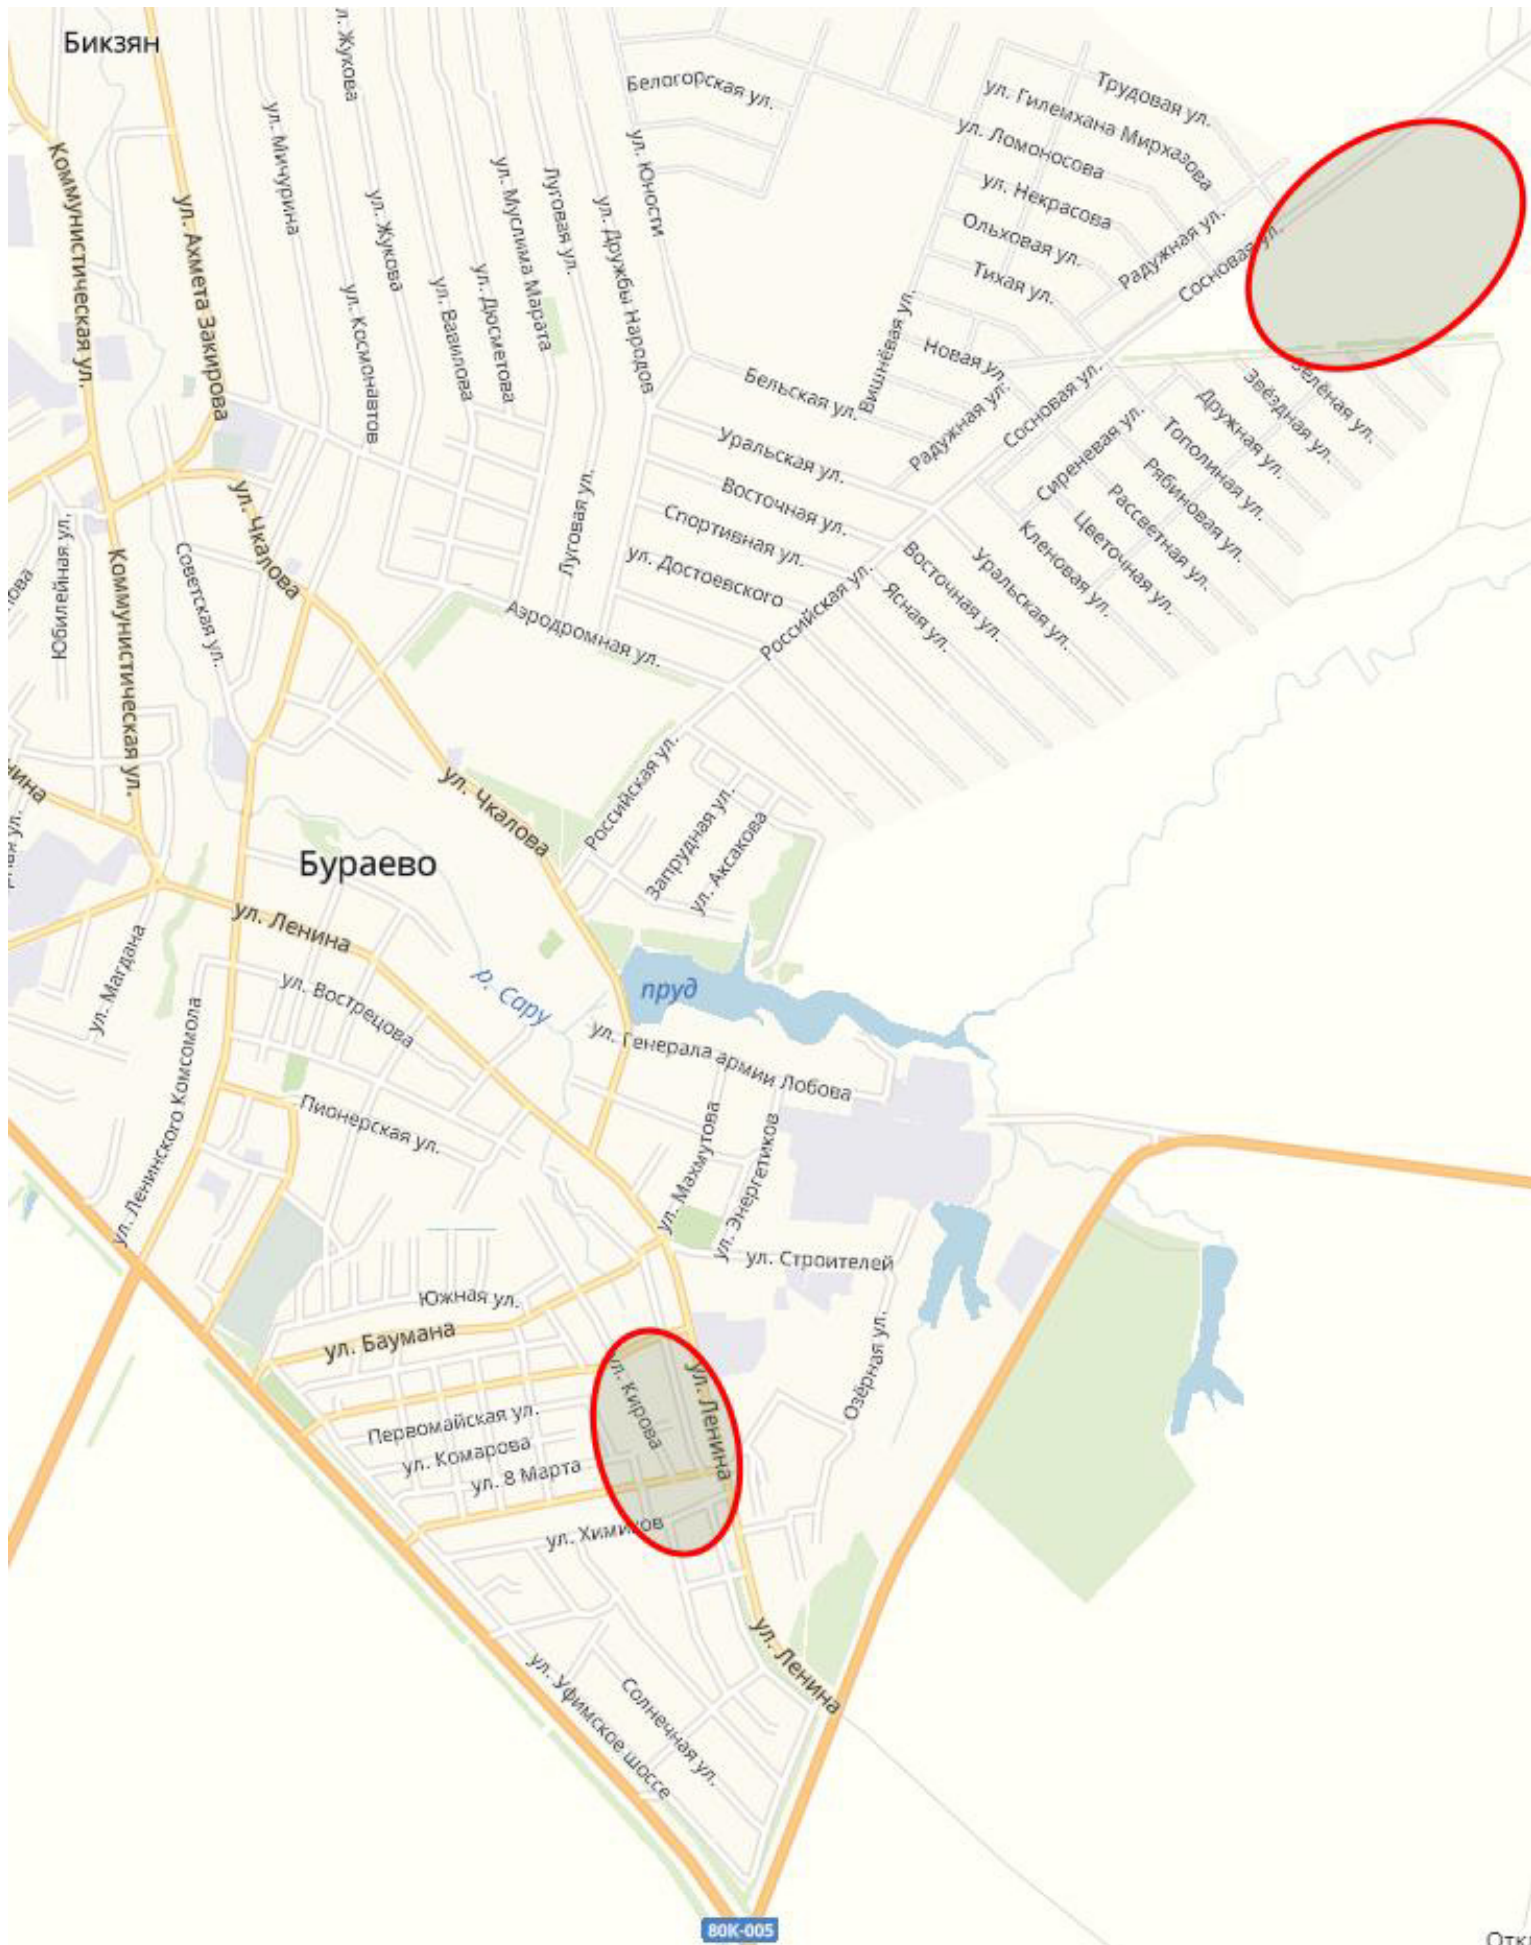 Бикзян
л. Жукова
Белогорская ул.
Трудовая ул.
ул. Гилемхана Мирхазова
ул. Ломоносова
ул. Мичурина
Коммунистическая ул.
ул. Ахмета Закирова
ул. Жукова
ул. Муслима Марата
Луговая ул.
ул. Юности
ул. Дружбы Народов
ул. Некрасова
Ольховая ул.
Тихая ул.
Радужная ул.
Сосновая ул.
ул. Космонавтов
ул. Вавилова
ул. Дюсметова
Вишнёвая ул.
Новая ул.
Бельская ул.
Радужная ул.
Сосновая ул.
Зелёная ул.
Звёздная ул.
Дружная ул.
Тополиная ул.
Сиреневая ул.
Рябиновая ул.
Рассветная ул.
Цветочная ул.
Кленовая ул.
Уральская ул.
Восточная ул.
Спортивная ул.
ул. Достоевского
Луговая ул.
ул. Чкалова
Юбилейная ул.
Коммунистическая ул.
Советская ул.
ова
Аэродромная ул.
Российская ул.
Восточная ул.
Уральская ул.
Ясная ул.
нина
ул. Чкалова
Российская ул.
Запрудная ул.
ул. Аксакова
Бураево
ул. Ленина
ул. Магдана
ул. Вострецова
р. Сару
пруд
ул. Генерала армии Лобова
ул. Ленинского Комсомола
Пионерская ул.
ул. Махмутова
ул. Энергетиков
ул. Строителей
Южная ул.
ул. Баумана
Озёрная ул.
ул. Кирова
ул. Ленина
Первомайская ул.
ул. Комарова
ул. 8 Марта
ул. Химиков
ул. Ленина
ул. Уфимское шоссе
Солнечная ул.
80К-005
Отк